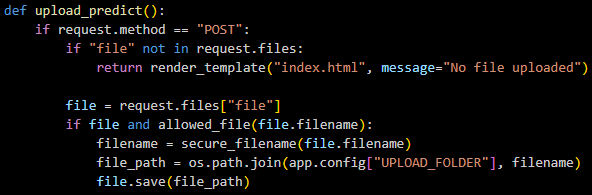 def upload_predict():
    if request.method == "POST":
        if "file" not in request.files:
            return render_template("index.html", message="No file uploaded")

        file = request.files["file"]
        if file and allowed_file(file.filename):
            filename = secure_filename(file.filename)
            file_path = os.path.join(app.config["UPLOAD_FOLDER"], filename)
            file.save(file_path)